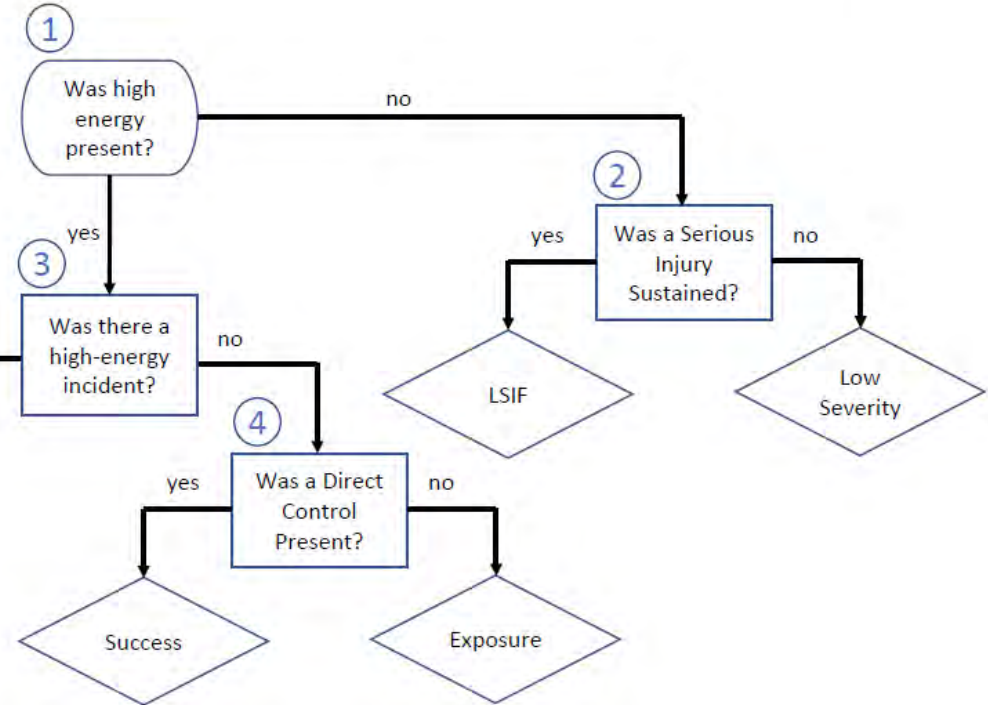 1
Was high
energy
present?
no
2
yes
Was a Serious
Injury
Sustained?
no
yes
3
Was there a
high-energy
incident?
no
LSIF
Low
Severity
4
yes
Was a Direct
Control
Present?
no
Success
Exposure